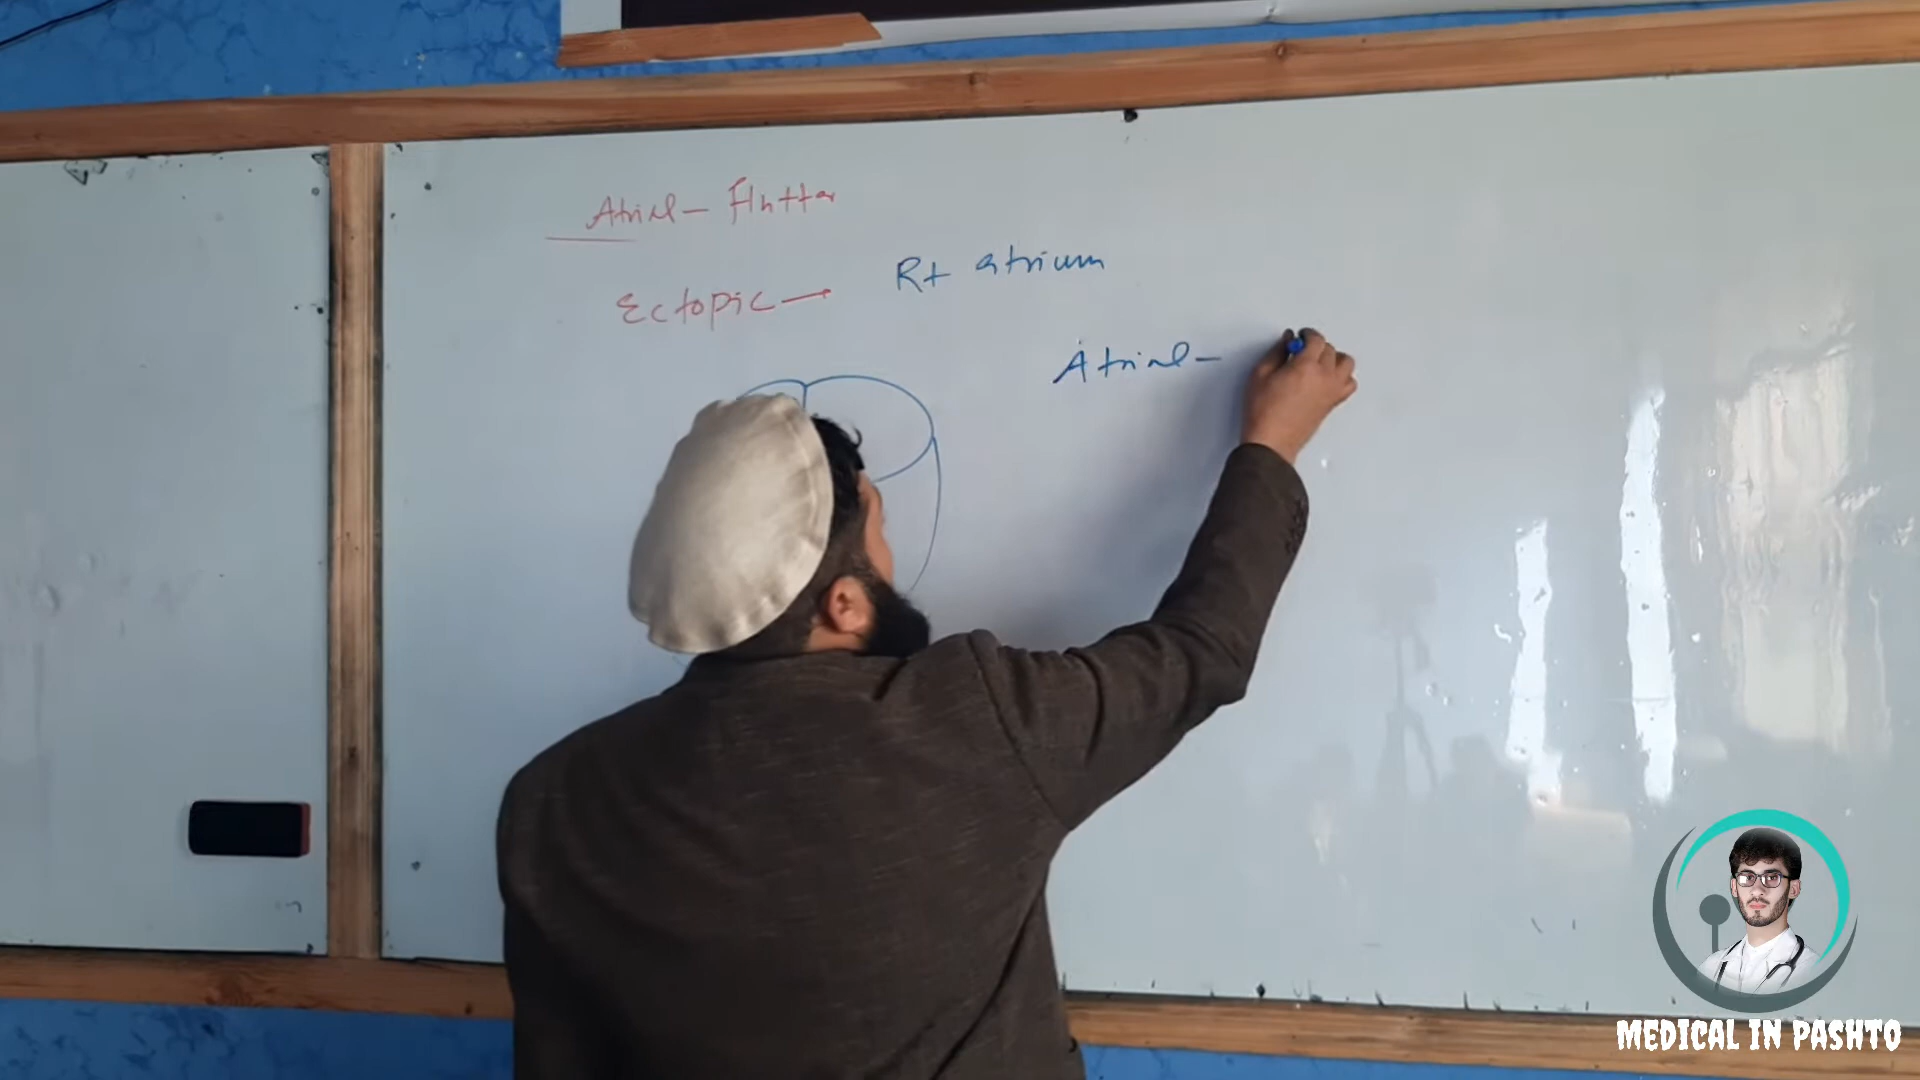 Atrial - Flutter
Ectopic → Rt atrium
Atrial -
MEDICAL IN PASHTO